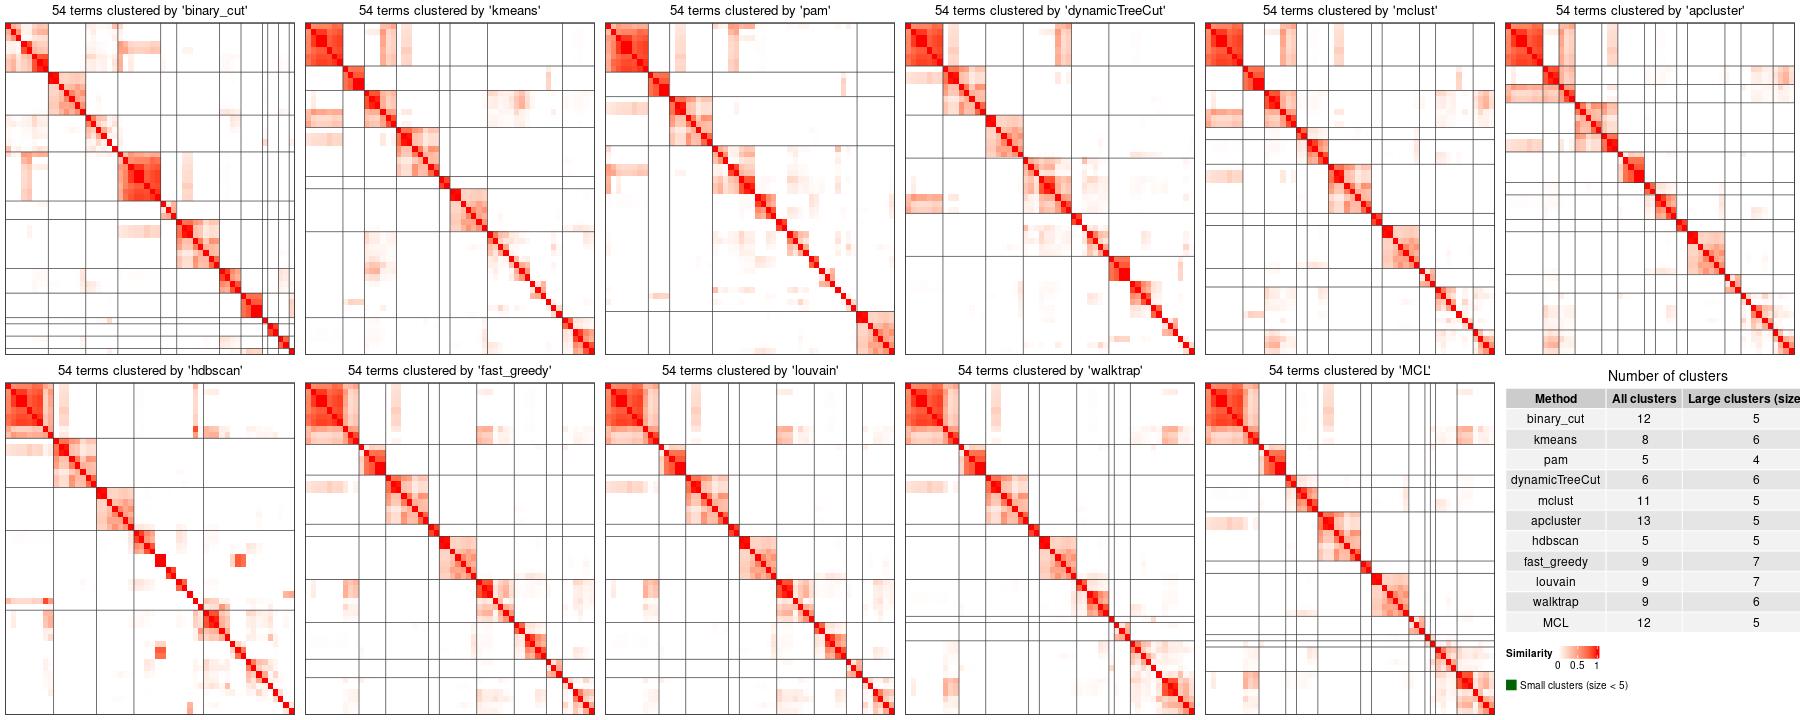 54 terms clustered by 'binary_cut'
54 terms clustered by 'kmeans'
54 terms clustered by 'pam'
54 terms clustered by 'dynamicTreeCut'
54 terms clustered by 'mclust'
54 terms clustered by 'apcluster'
54 terms clustered by 'hdbscan'
54 terms clustered by 'fast_greedy'
54 terms clustered by 'louvain'
54 terms clustered by 'walktrap'
54 terms clustered by 'MCL'
Number of clusters
Method All clusters Large clusters (size
binary_cut 12 5
kmeans 8 6
pam 5 4
dynamicTreeCut 6 6
mclust 11 5
apcluster 13 5
hdbscan 5 5
fast_greedy 9 7
louvain 9 7
walktrap 9 6
MCL 12 5
Similarity
0 0.5 1
Small clusters (size < 5)